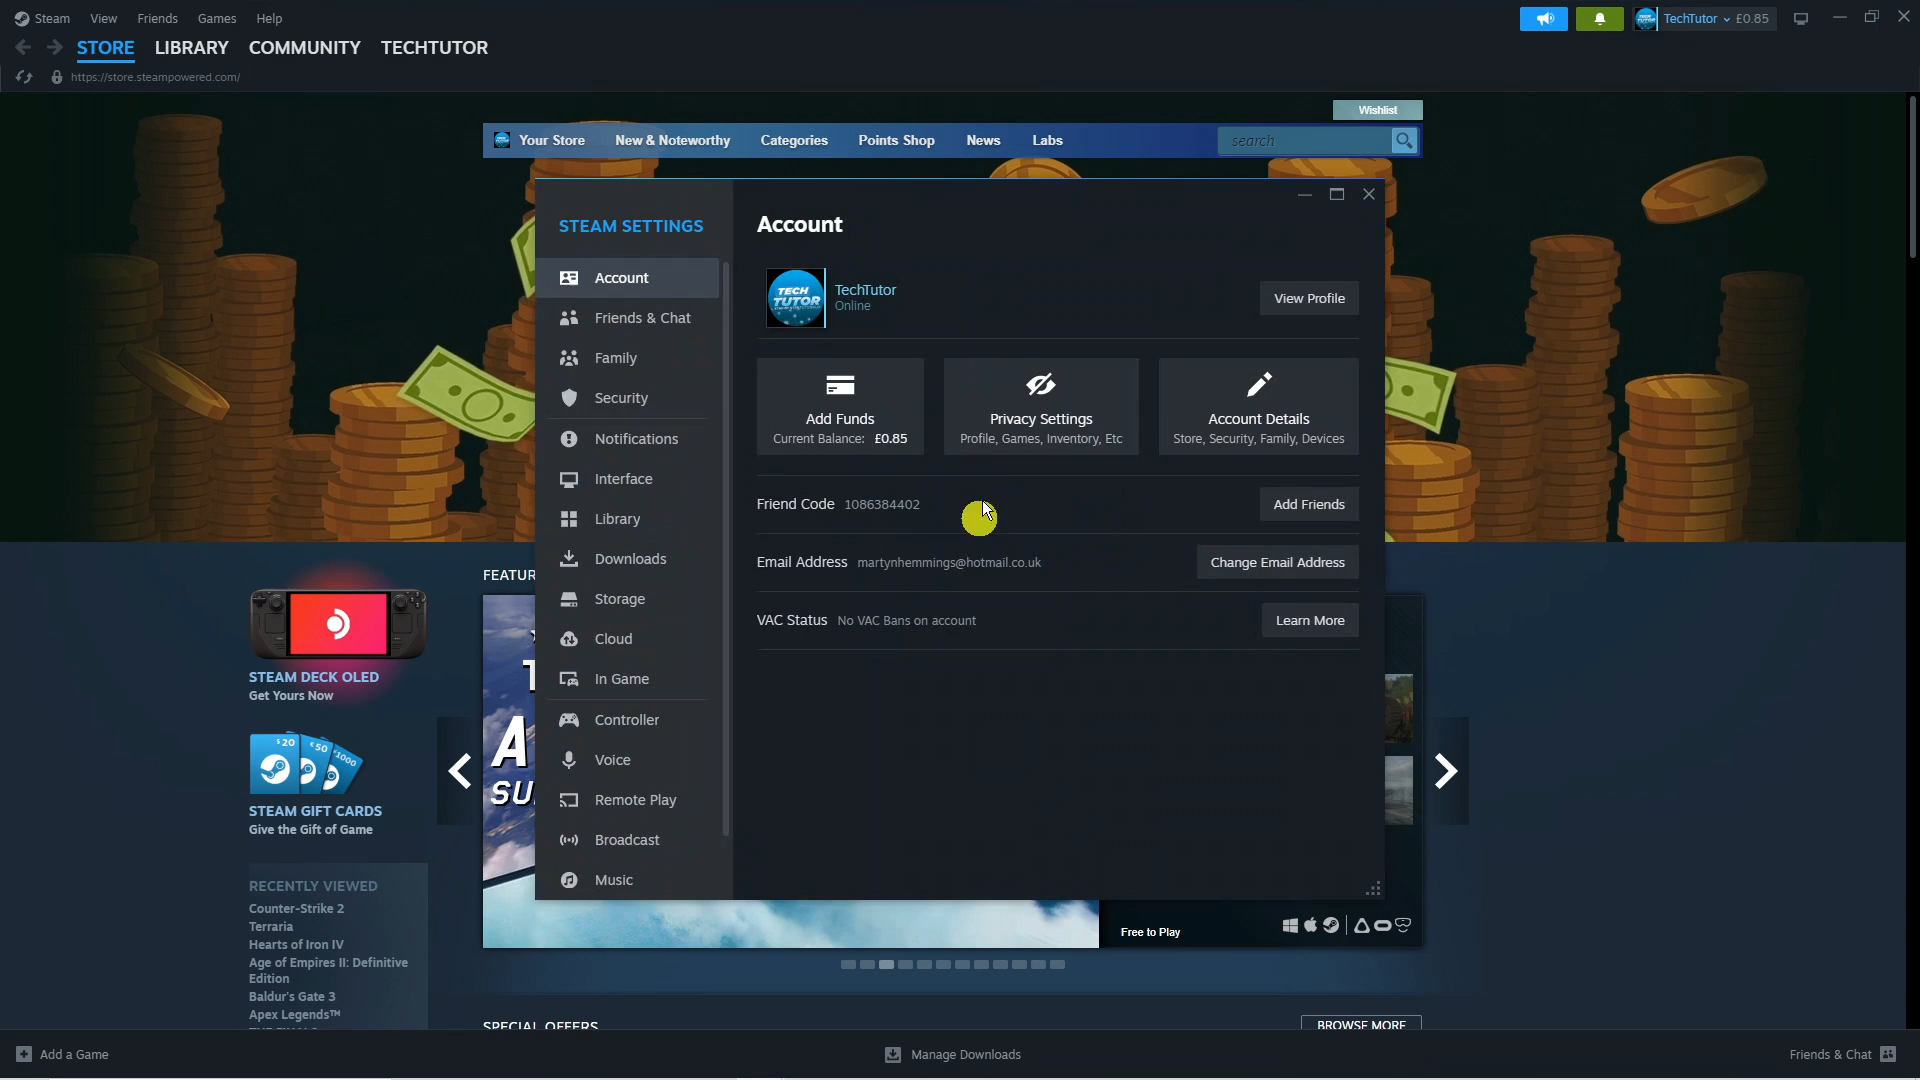 Steam View Friends Games Help
TechTutor £0.85
STORE LIBRARY COMMUNITY TECHTUTOR
https://store.steampowered.com/
Wishlist
Your Store New & Noteworthy Categories Points Shop News Labs
search
STEAM SETTINGS
Account
Friends & Chat
Family
Security
Notifications
Interface
Library
Downloads
Storage
Cloud
In Game
Controller
Voice
Remote Play
Broadcast
Music
Account
TECH TUTOR
TechTutor
Online
View Profile
Add Funds
Current Balance: £0.85
Privacy Settings
Profile, Games, Inventory, Etc
Account Details
Store, Security, Family, Devices
Friend Code 1086384402
Add Friends
Email Address martynhemmings@hotmail.co.uk
Change Email Address
VAC Status No VAC Bans on account
Learn More
STEAM DECK OLED
Get Yours Now
$20 €50 $1000
STEAM GIFT CARDS
Give the Gift of Game
RECENTLY VIEWED
Counter-Strike 2
Terraria
Hearts of Iron IV
Age of Empires II: Definitive
Edition
Baldur's Gate 3
Apex Legends™
FEATUR
T
A
SU
Free to Play
SPECIAL OFFERS
BROWSE MORE
Add a Game
Manage Downloads
Friends & Chat